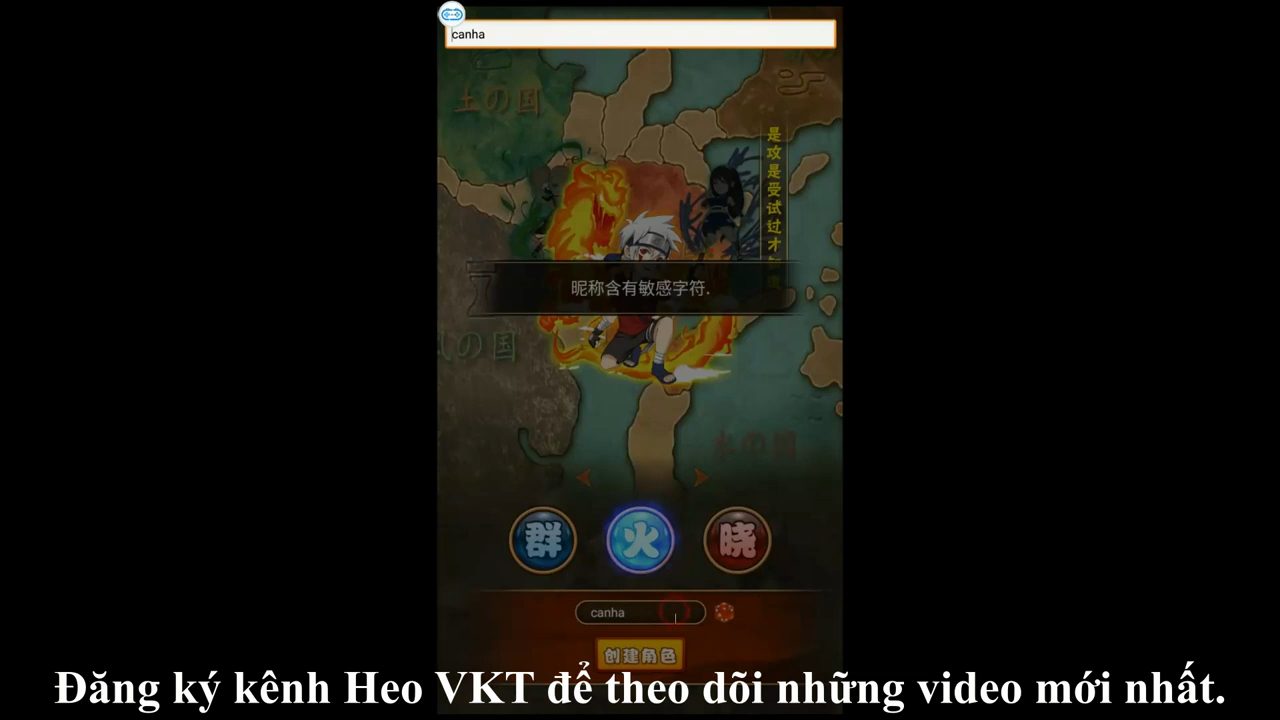 canha
土の国
是攻是受试过才知道
昵称含有敏感字符.
风の国
水の国
群
火
晓
canha
创建角色
Đăng ký kênh Heo VKT để theo dõi những video mới nhất.